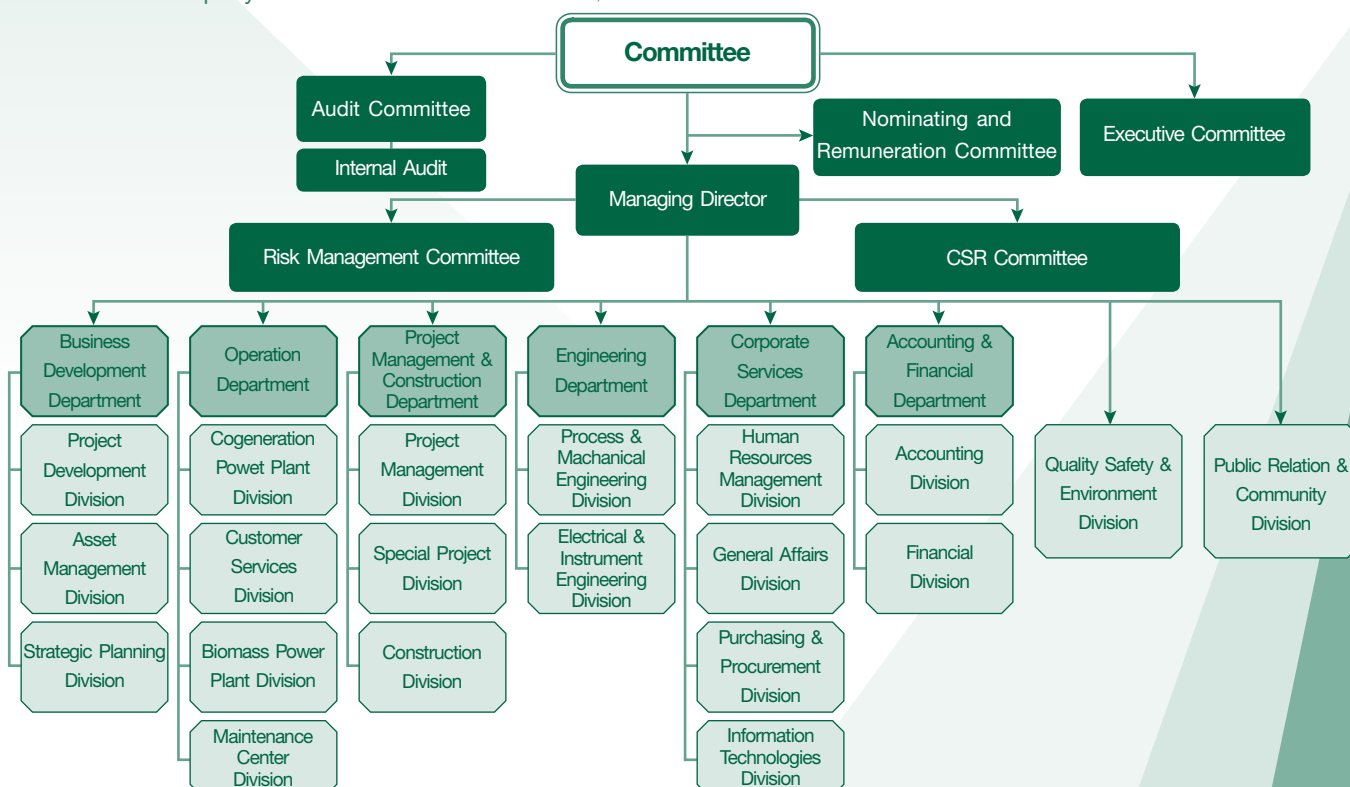 Committee
Audit Committee
Internal Audit
Nominating and
Remuneration Committee
Executive Committee
Managing Director
Risk Management Committee
CSR Committee
Business
Development
Department
Project
Development
Division
Asset
Management
Division
Strategic Planning
Division
Operation
Department
Cogeneration
Powet Plant
Division
Customer
Services
Division
Biomass Power
Plant Division
Maintenance
Center
Division
Project
Management &
Construction
Department
Project
Management
Division
Special Project
Division
Construction
Division
Engineering
Department
Process &
Machanical
Engineering
Division
Electrical &
Instrument
Engineering
Division
Corporate
Services
Department
Human
Resources
Management
Division
General Affairs
Division
Purchasing &
Procurement
Division
Information
Technologies
Division
Accounting &
Financial
Department
Accounting
Division
Financial
Division
Quality Safety &
Environment
Division
Public Relation &
Community
Division